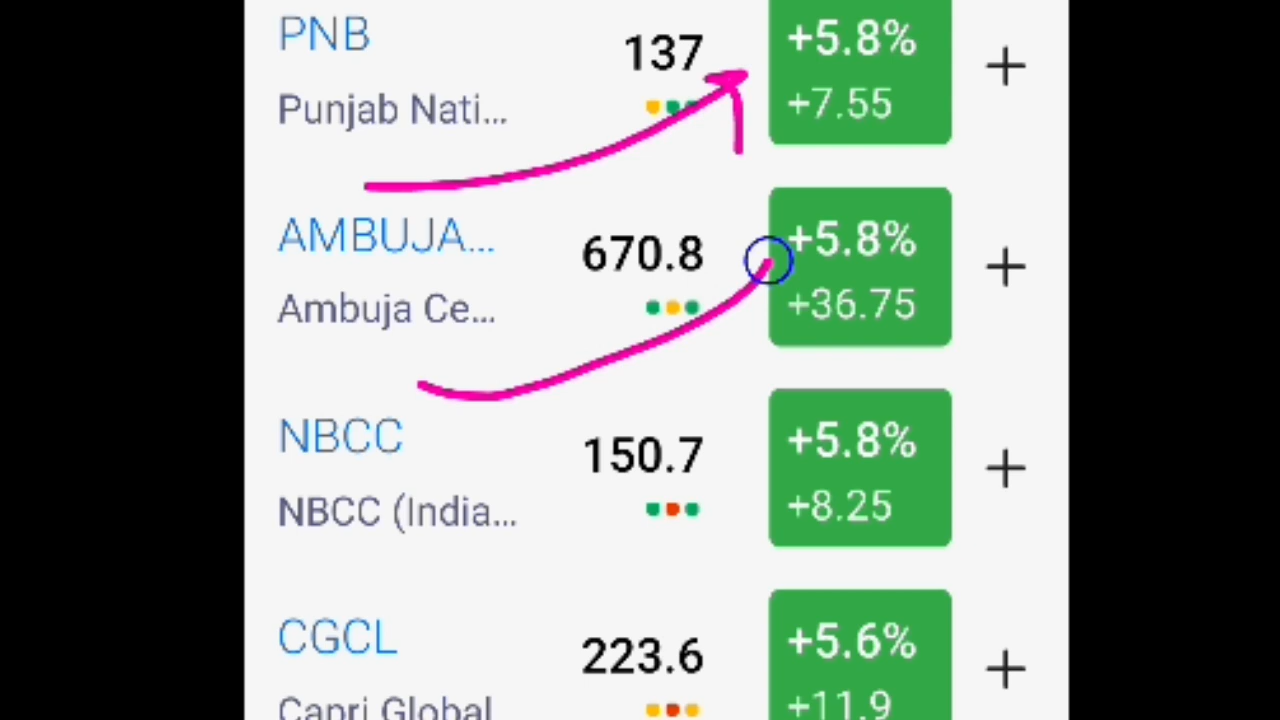 PNB 137 +5.8% +
Punjab Nati... +7.55
AMBUJA... 670.8 +5.8% +
Ambuja Ce... +36.75
NBCC 150.7 +5.8% +
NBCC (India... +8.25
CGCL 223.6 +5.6% +
Capri Global +11.9